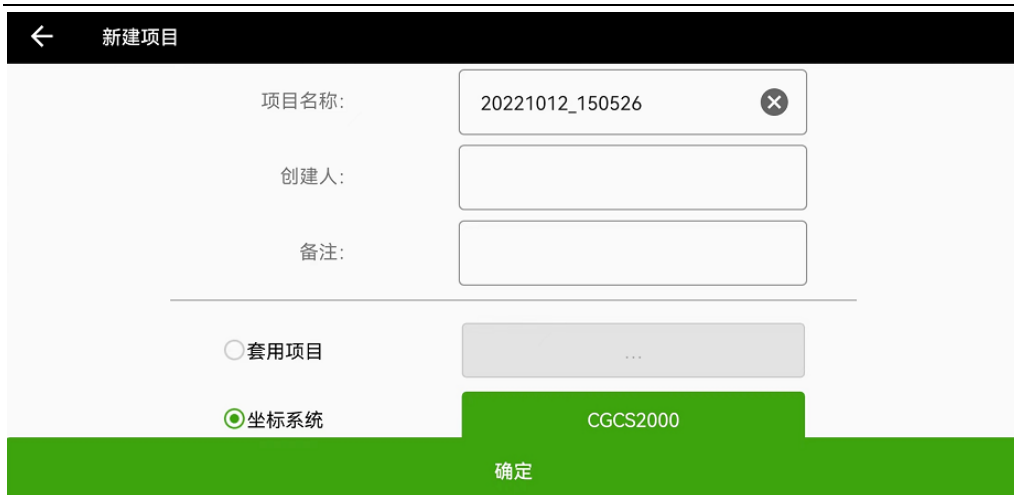 新建项目
项目名称: 20221012_150526
创建人:
备注:
套用项目 ...
坐标系统 CGCS2000
确定